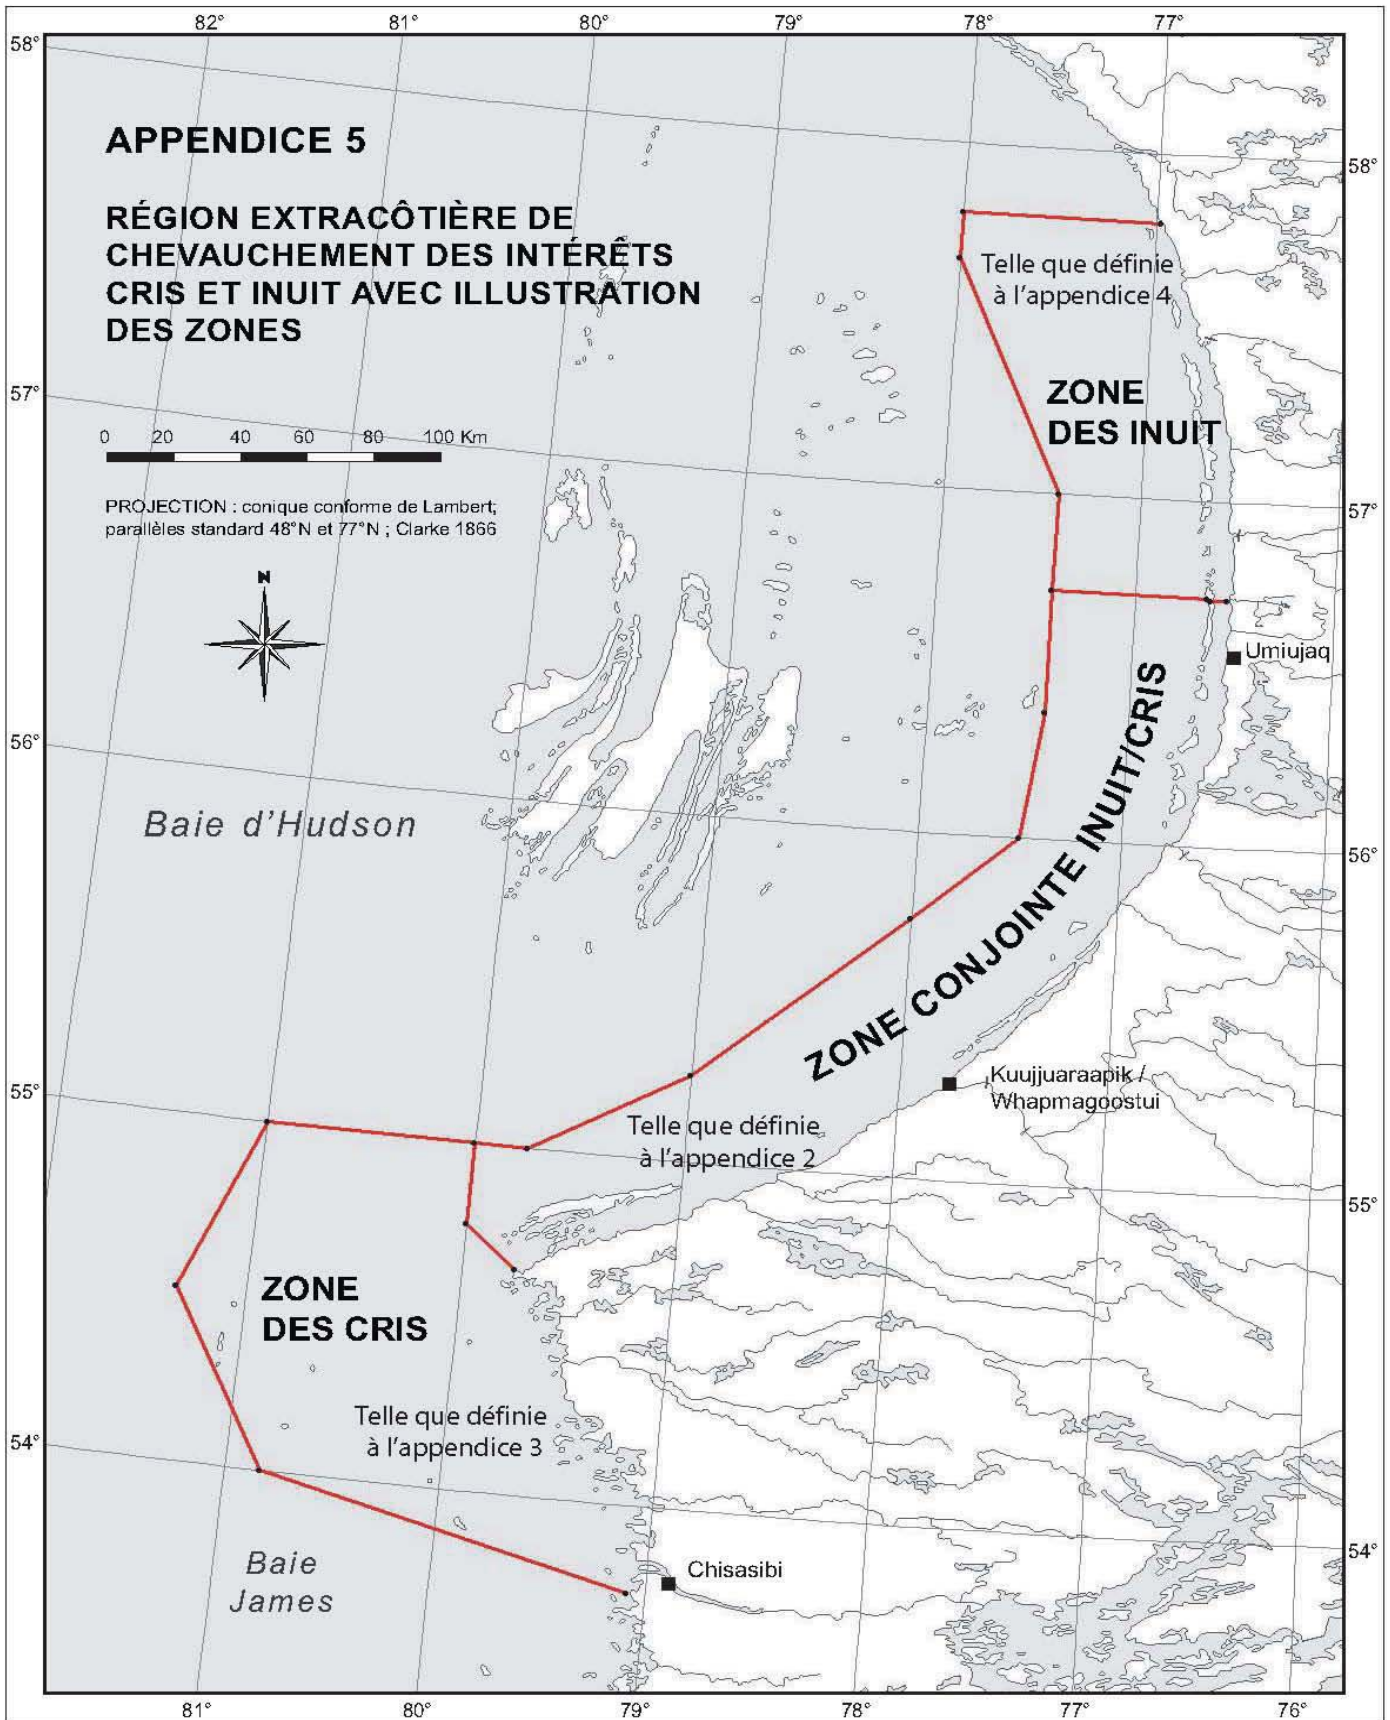 82°
81°
80°
79°
78°
77°
58°
APPENDICE 5
RÉGION EXTRACÔTIÈRE DE
CHEVAUCHEMENT DES INTÉRÊTS
CRIS ET INUIT AVEC ILLUSTRATION
DES ZONES
58°
Telle que définie
à l'appendice 4
57°
ZONE
DES INUIT
0 20 40 60 80 100 Km
PROJECTION : conique conforme de Lambert;
parallèles standard 48°N et 77°N ; Clarke 1866
57°
N
Umiujaq
56°
Baie d'Hudson
ZONE CONJOINTE INUIT/CRIS
56°
Kuujjuaraapik /
Whapmagoostui
55°
Telle que définie
à l'appendice 2
55°
ZONE
DES CRIS
Telle que définie
à l'appendice 3
54°
54°
Baie
James
Chisasibi
81°
80°
79°
78°
77°
76°